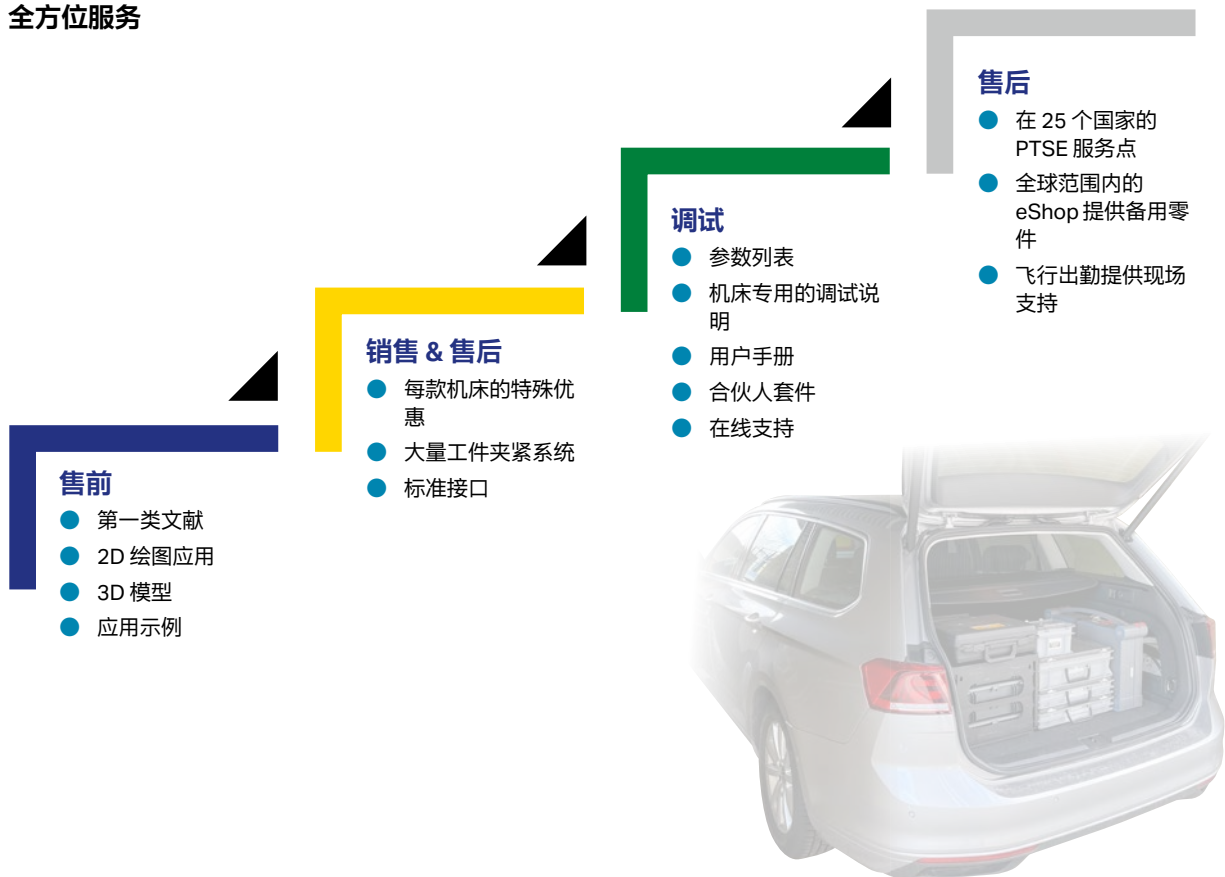 全方位服务
售前
第一类文献
2D 绘图应用
3D 模型
应用示例
销售 & 售后
每款机床的特殊优
惠
大量工件夹紧系统
标准接口
调试
参数列表
机床专用的调试说
明
用户手册
合伙人套件
在线支持
售后
在 25 个国家的
PTSE 服务点
全球范围内的
eShop 提供备用零
件
飞行出勤提供现场
支持